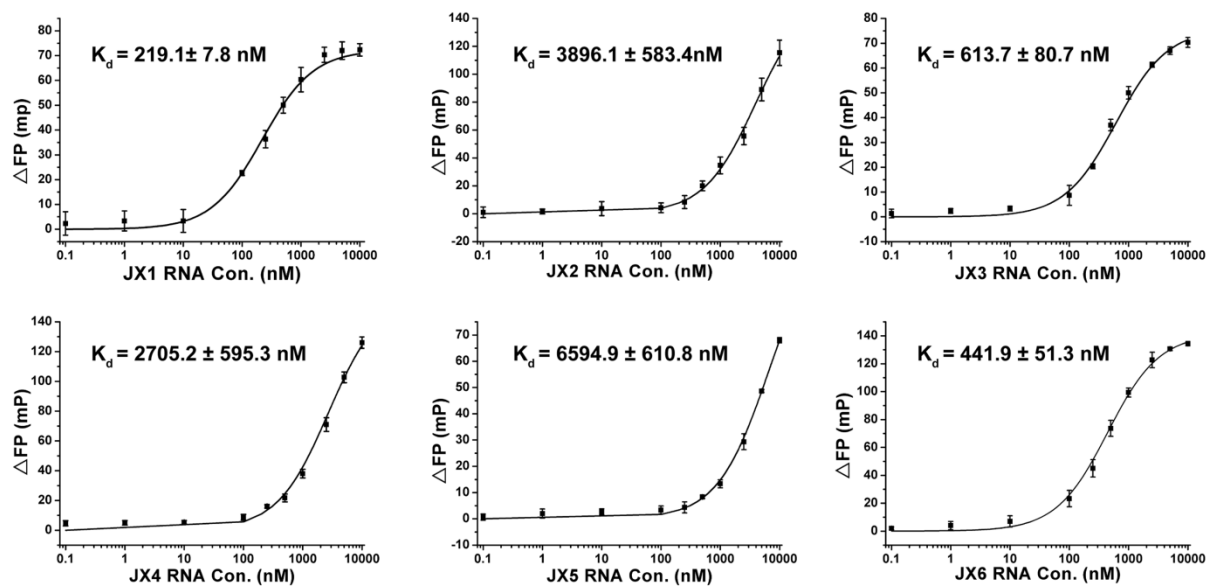 80
70
60
50
40
30
20
10
0
△FP (mp)
K_d = 219.1± 7.8 nM
0.1 1 10 100 1000 10000
JX1 RNA Con. (nM)
140
120
100
80
60
40
20
0
-20
△FP (mP)
K_d = 3896.1 ± 583.4nM
0.1 1 10 100 1000 10000
JX2 RNA Con. (nM)
80
70
60
50
40
30
20
10
0
-10
△FP (mP)
K_d = 613.7 ± 80.7 nM
0.1 1 10 100 1000 10000
JX3 RNA Con. (nM)
140
120
100
80
60
40
20
0
-20
△FP (mP)
K_d = 2705.2 ± 595.3 nM
0.1 1 10 100 1000 10000
JX4 RNA Con. (nM)
70
60
50
40
30
20
10
0
-10
△FP (mP)
K_d = 6594.9 ± 610.8 nM
0.1 1 10 100 1000 10000
JX5 RNA Con. (nM)
160
140
120
100
80
60
40
20
0
△FP (mP)
K_d = 441.9 ± 51.3 nM
0.1 1 10 100 1000 10000
JX6 RNA Con. (nM)